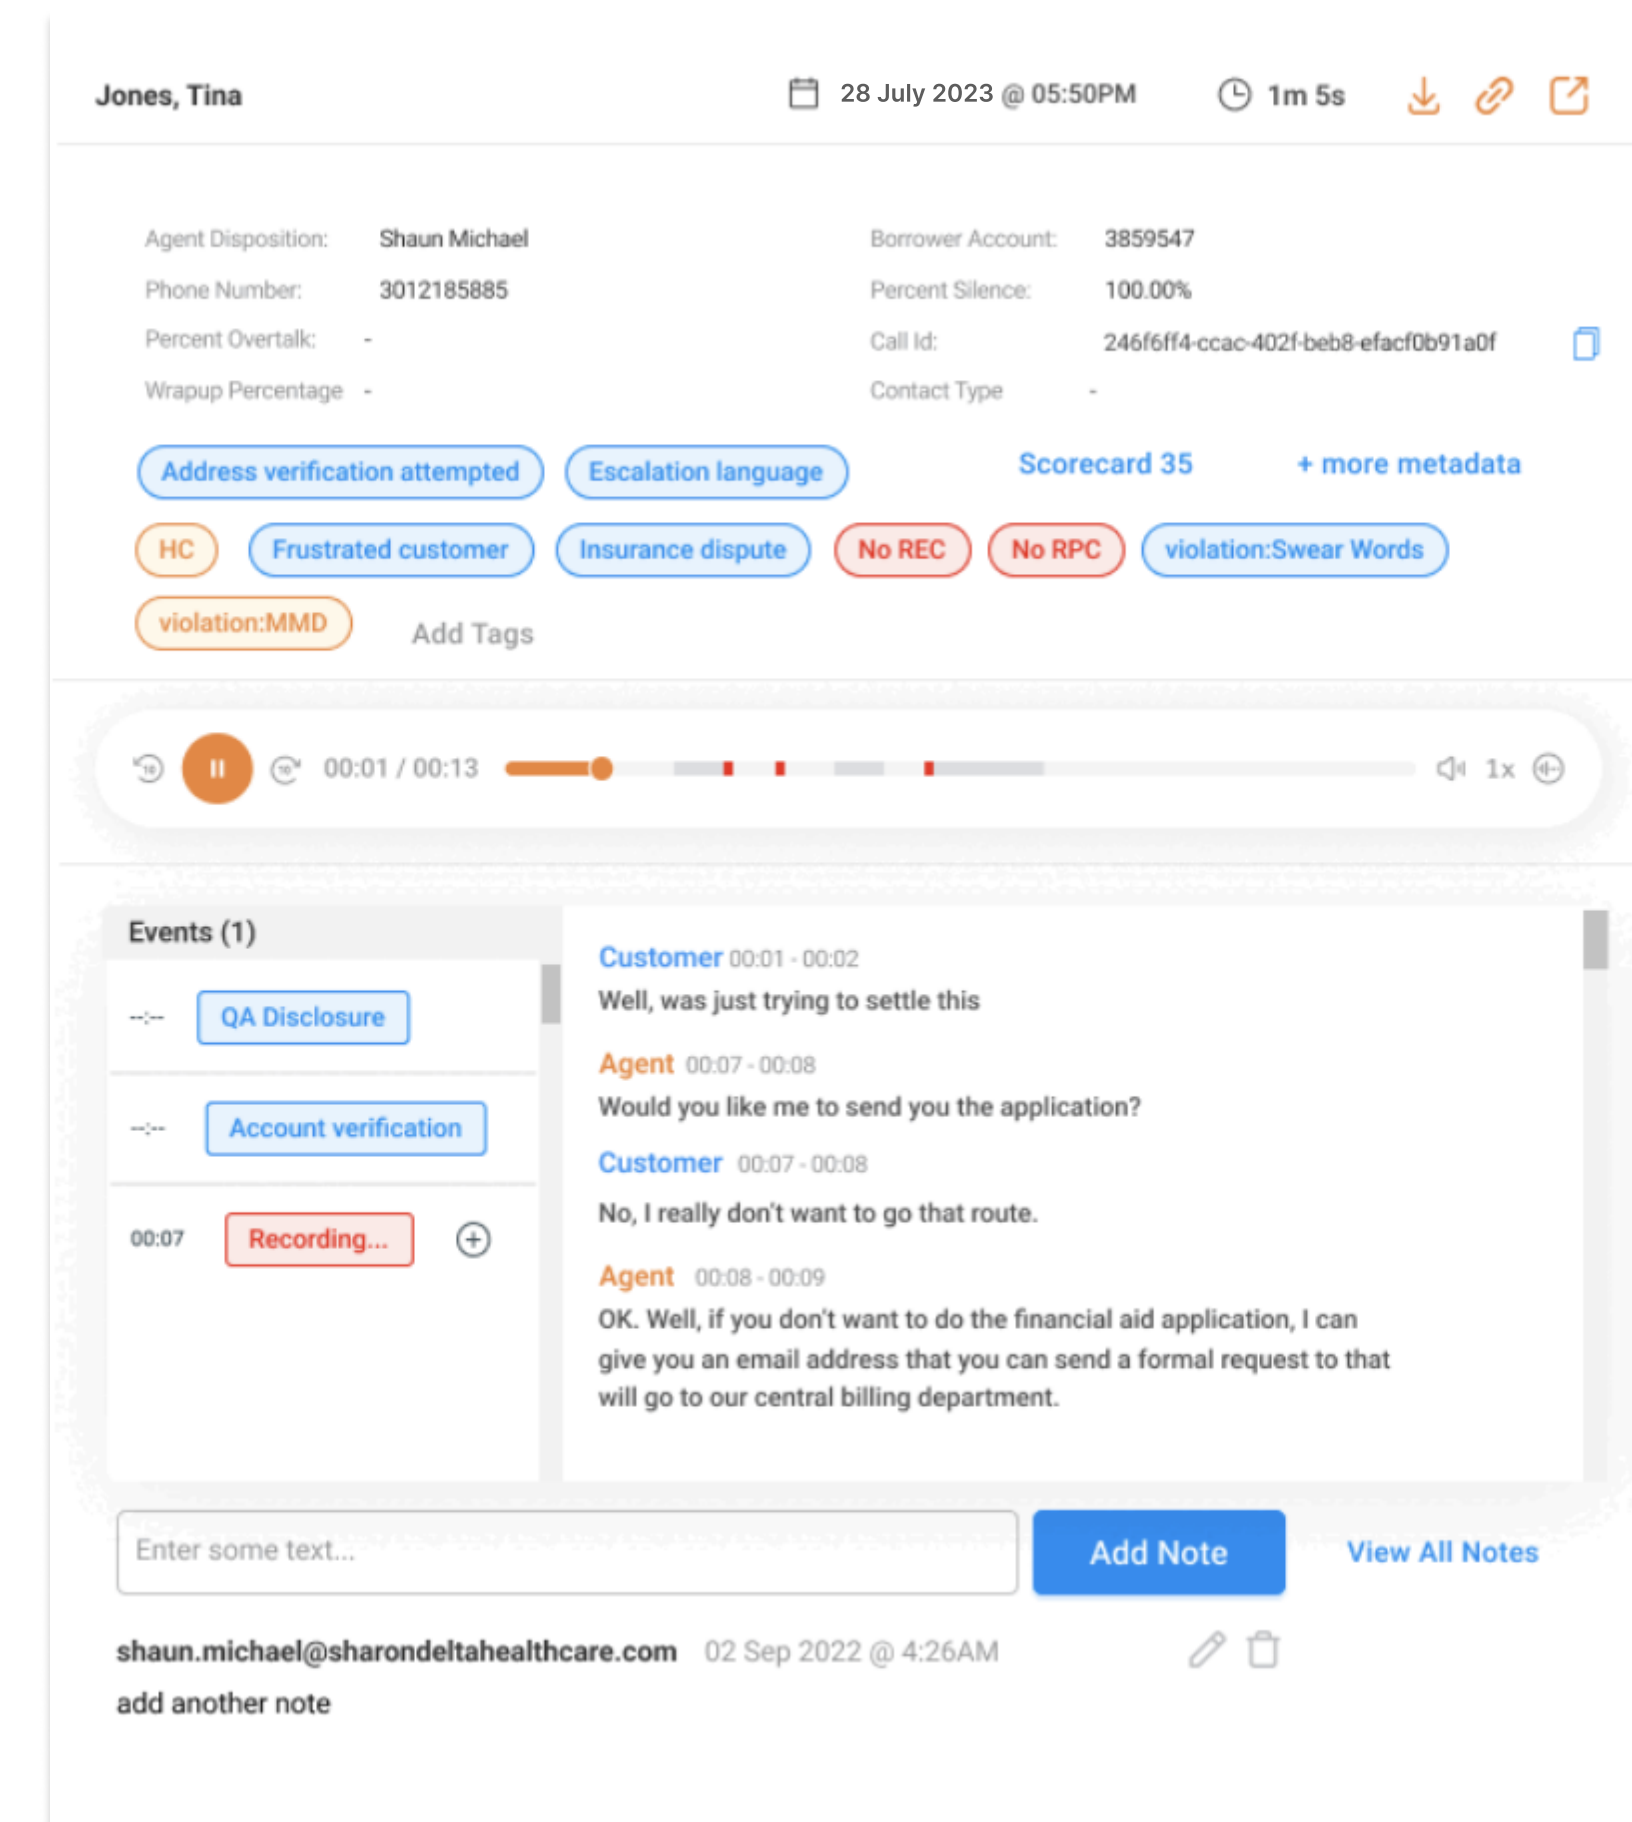 Jones, Tina
28 July 2023 @ 05:50PM
1m 5s
Agent Disposition: Shaun Michael
Borrower Account: 3859547
Phone Number: 3012185885
Percent Silence: 100.00%
Percent Overtalk: -
Call Id: 246f6ff4-ccac-402f-beb8-efacf0b91a0f
Wrapup Percentage -
Contact Type -
Address verification attempted
Escalation language
Scorecard 35
+ more metadata
HC
Frustrated customer
Insurance dispute
No REC
No RPC
violation:Swear Words
violation:MMD
Add Tags
10
10
00:01 / 00:13
1x
Events (1)
--:-- QA Disclosure
--:-- Account verification
00:07 Recording...
Customer 00:01 - 00:02
Well, was just trying to settle this
Agent 00:07 - 00:08
Would you like me to send you the application?
Customer 00:07 - 00:08
No, I really don't want to go that route.
Agent 00:08 - 00:09
OK. Well, if you don't want to do the financial aid application, I can
give you an email address that you can send a formal request to that
will go to our central billing department.
Enter some text...
Add Note
View All Notes
shaun.michael@sharondeltahealthcare.com 02 Sep 2022 @ 4:26AM
add another note